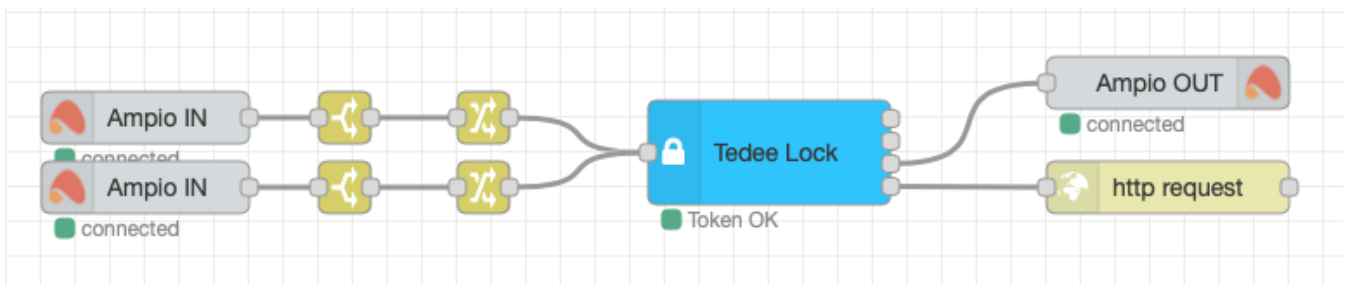 Ampio IN
connected
Ampio IN
connected
Tedee Lock
Token OK
Ampio OUT
connected
http request